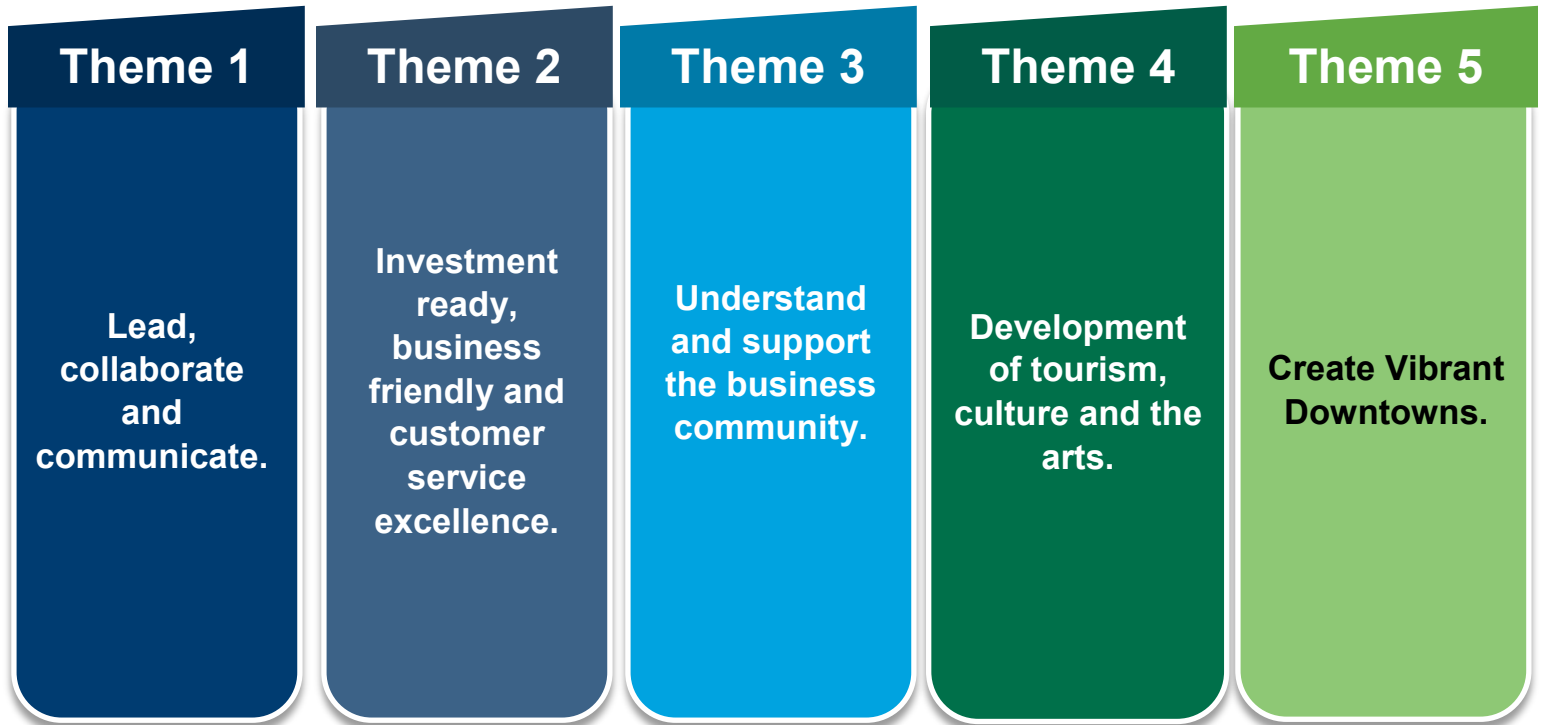 Theme 1
Lead,
collaborate
and
communicate.
Theme 2
Investment
ready,
business
friendly and
customer
service
excellence.
Theme 3
Understand
and support
the business
community.
Theme 4
Development
of tourism,
culture and the
arts.
Theme 5
Create Vibrant
Downtowns.